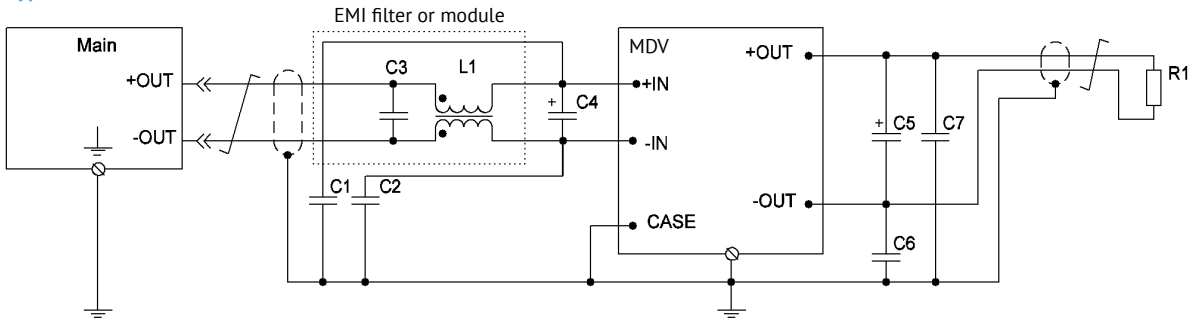 EMI filter or module
Main
MDV
+OUT
C3
L1
+OUT
+IN
R1
+
C4
-OUT
-IN
+
C5
C7
C1
C2
-OUT
CASE
C6